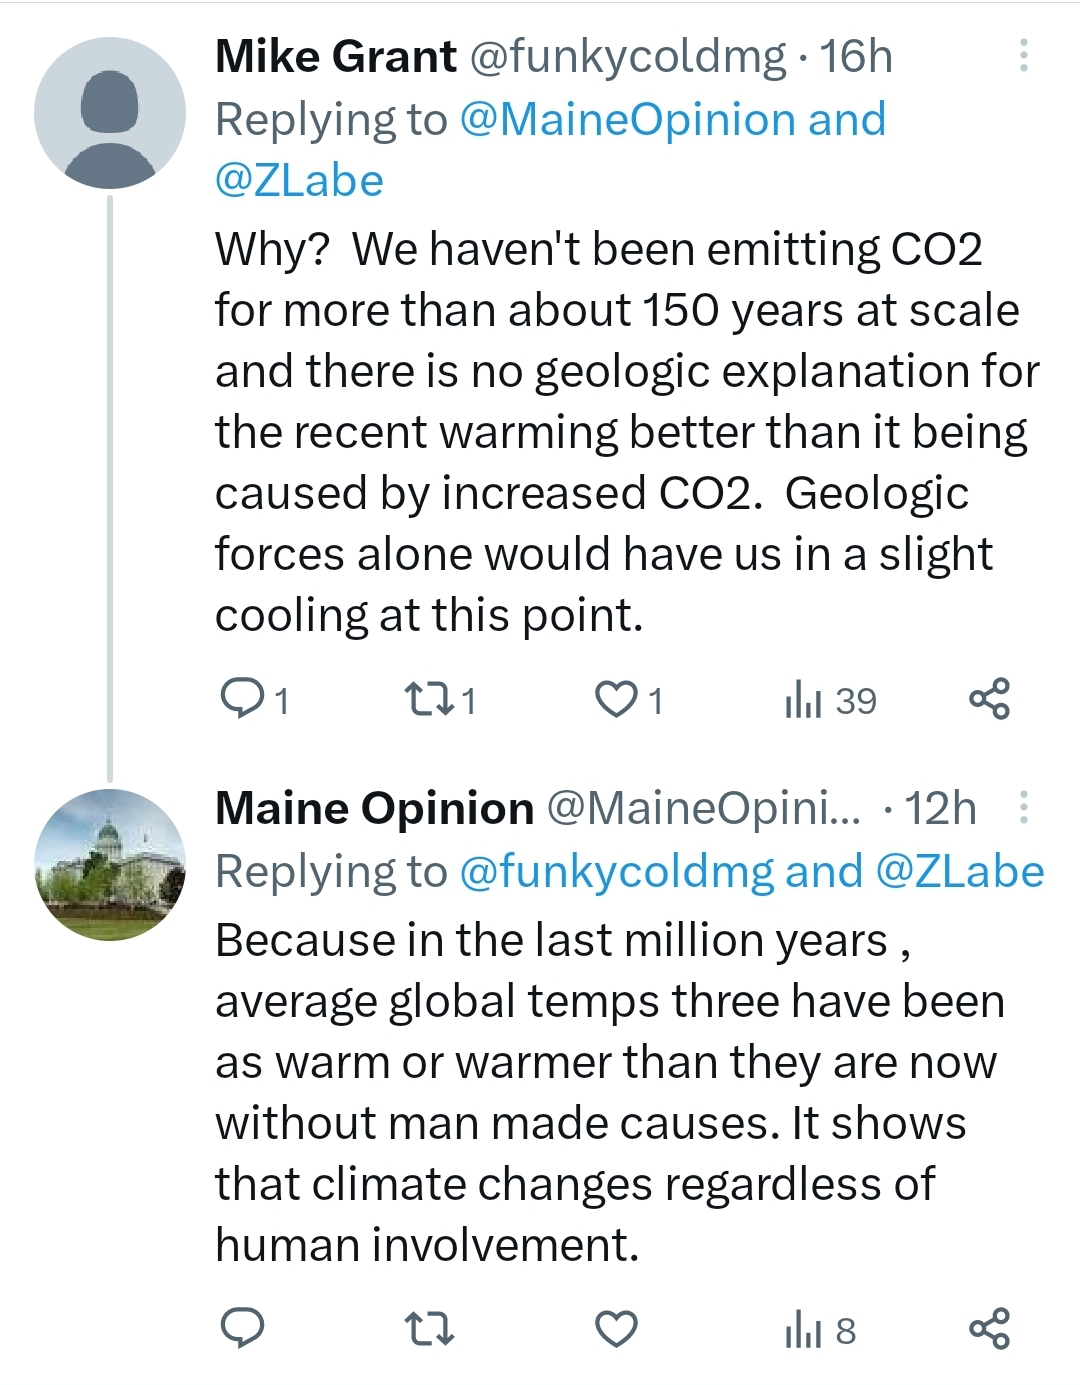 Mike Grant @funkycoldmg · 16h
Replying to @MaineOpinion and
@ZLabe
Why?  We haven't been emitting CO2
for more than about 150 years at scale
and there is no geologic explanation for
the recent warming better than it being
caused by increased CO2.  Geologic
forces alone would have us in a slight
cooling at this point.
1 1 1 39
Maine Opinion @MaineOpini... · 12h
Replying to @funkycoldmg and @ZLabe
Because in the last million years ,
average global temps three have been
as warm or warmer than they are now
without man made causes. It shows
that climate changes regardless of
human involvement.
8